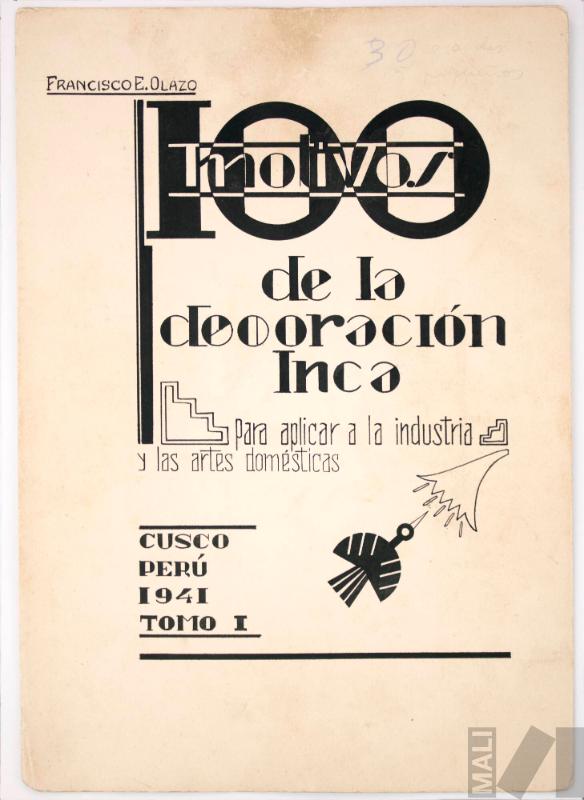 30
FRANCISCO E. OLAZO
100
motivos
de la
decoración
Inca
para aplicar a la industria
y las artes domésticas
CUSCO
PERÚ
1941
TOMO I
MALI